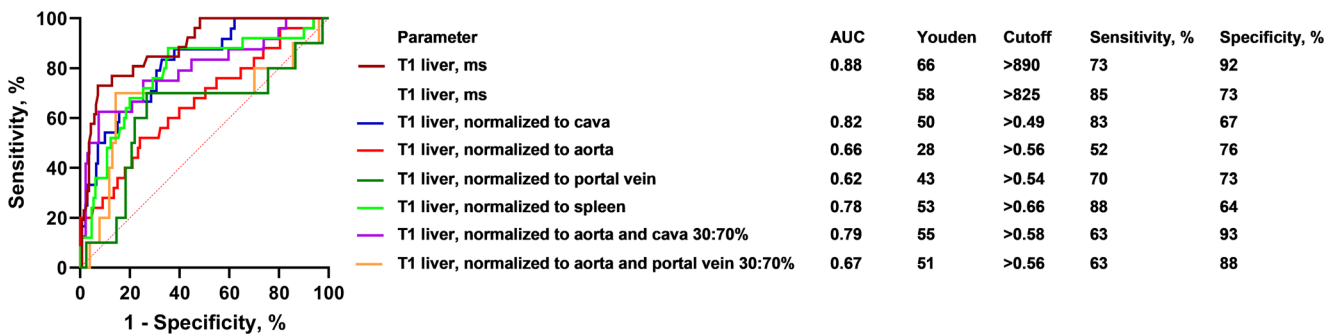 100
80
60
40
20
0
Sensitivity, %
0 20 40 60 80 100
1 - Specificity, %
Parameter AUC Youden Cutoff Sensitivity, % Specificity, %
T1 liver, ms 0.88 66 >890 73 92
T1 liver, ms 58 >825 85 73
T1 liver, normalized to cava 0.82 50 >0.49 83 67
T1 liver, normalized to aorta 0.66 28 >0.56 52 76
T1 liver, normalized to portal vein 0.62 43 >0.54 70 73
T1 liver, normalized to spleen 0.78 53 >0.66 88 64
T1 liver, normalized to aorta and cava 30:70% 0.79 55 >0.58 63 93
T1 liver, normalized to aorta and portal vein 30:70% 0.67 51 >0.56 63 88